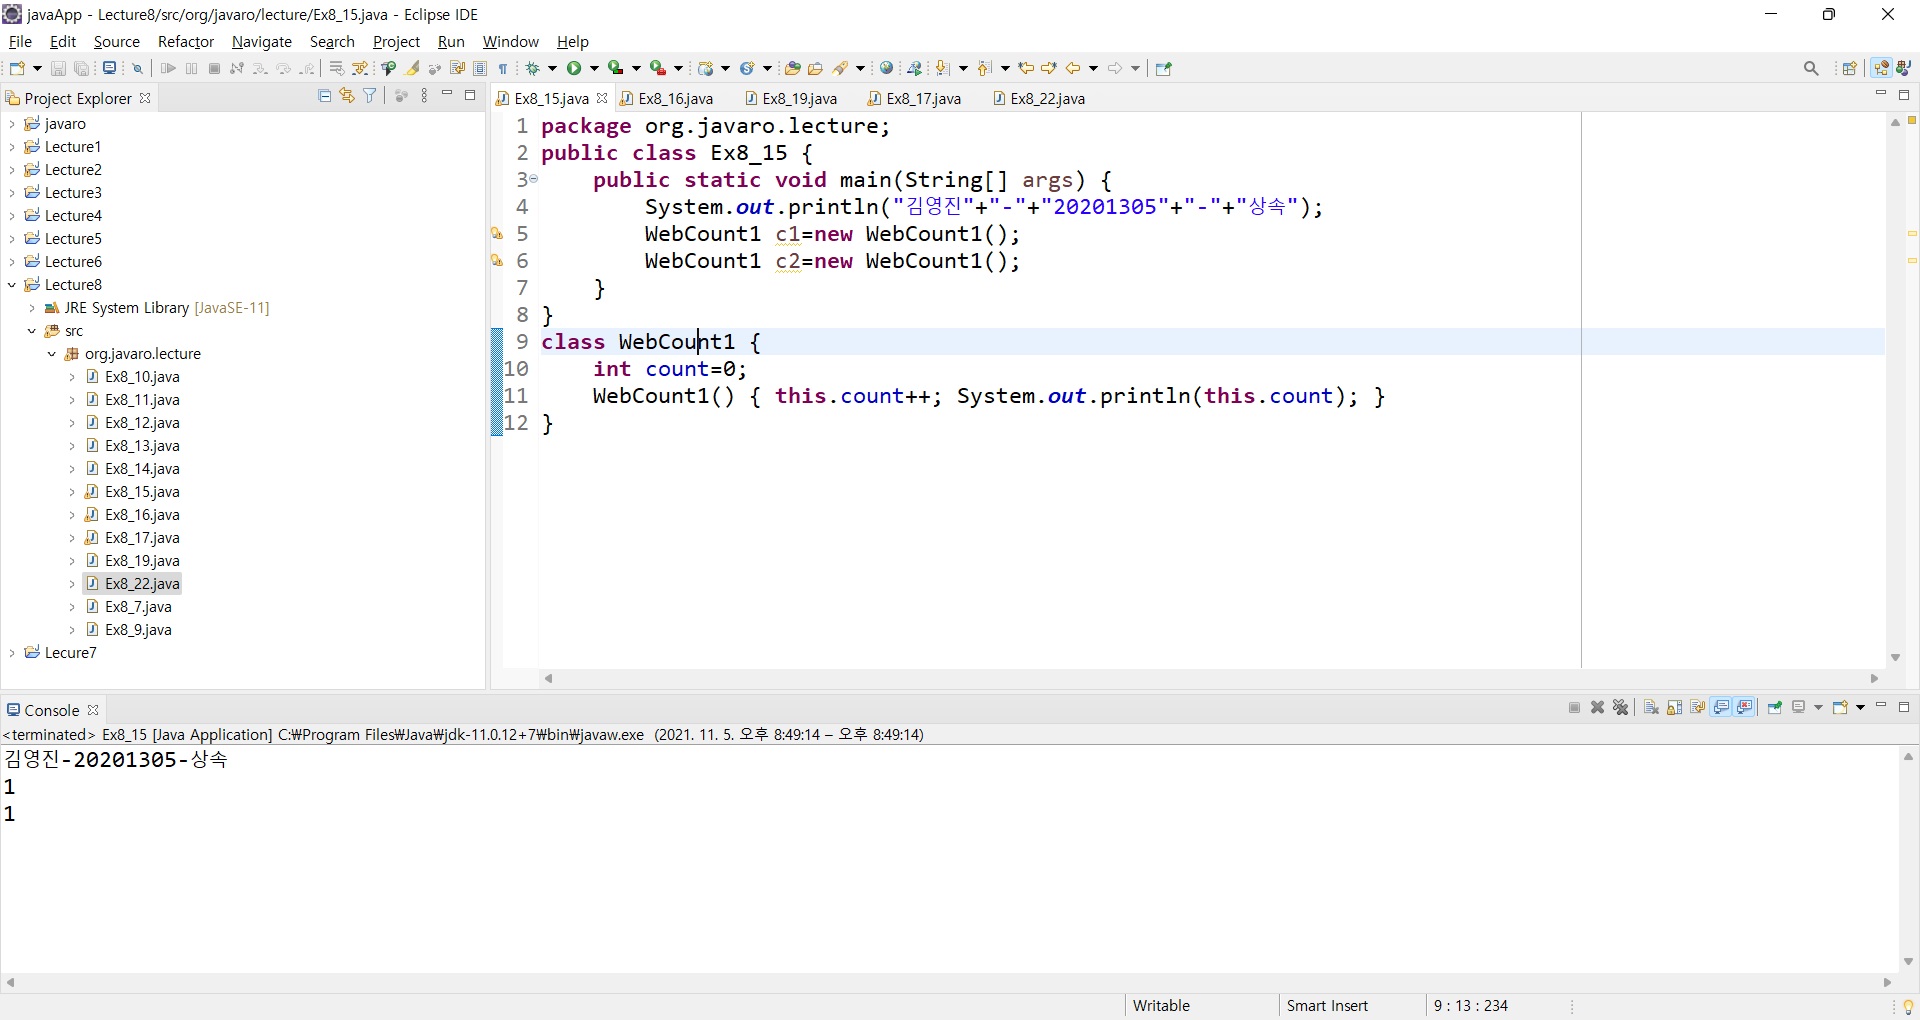 javaApp - Lecture8/src/org/javaro/lecture/Ex8_15.java - Eclipse IDE
File Edit Source Refactor Navigate Search Project Run Window Help
Project Explorer
javaro
Lecture1
Lecture2
Lecture3
Lecture4
Lecture5
Lecture6
Lecture8
JRE System Library [JavaSE-11]
src
org.javaro.lecture
Ex8_10.java
Ex8_11.java
Ex8_12.java
Ex8_13.java
Ex8_14.java
Ex8_15.java
Ex8_16.java
Ex8_17.java
Ex8_19.java
Ex8_22.java
Ex8_7.java
Ex8_9.java
Lecure7
Ex8_15.java Ex8_16.java Ex8_19.java Ex8_17.java Ex8_22.java
1 package org.javaro.lecture;
2 public class Ex8_15 {
3 public static void main(String[] args) {
4 System.out.println("김영진"+"-"+"20201305"+"-"+"상속");
5 WebCount1 c1=new WebCount1();
6 WebCount1 c2=new WebCount1();
7 }
8 }
9 class WebCount1 {
10 int count=0;
11 WebCount1() { this.count++; System.out.println(this.count); }
12 }
Console
<terminated> Ex8_15 [Java Application] C:₩Program Files₩Java₩jdk-11.0.12+7₩bin₩javaw.exe (2021. 11. 5. 오후 8:49:14 – 오후 8:49:14)
김영진-20201305-상속
1
1
Writable Smart Insert 9 : 13 : 234